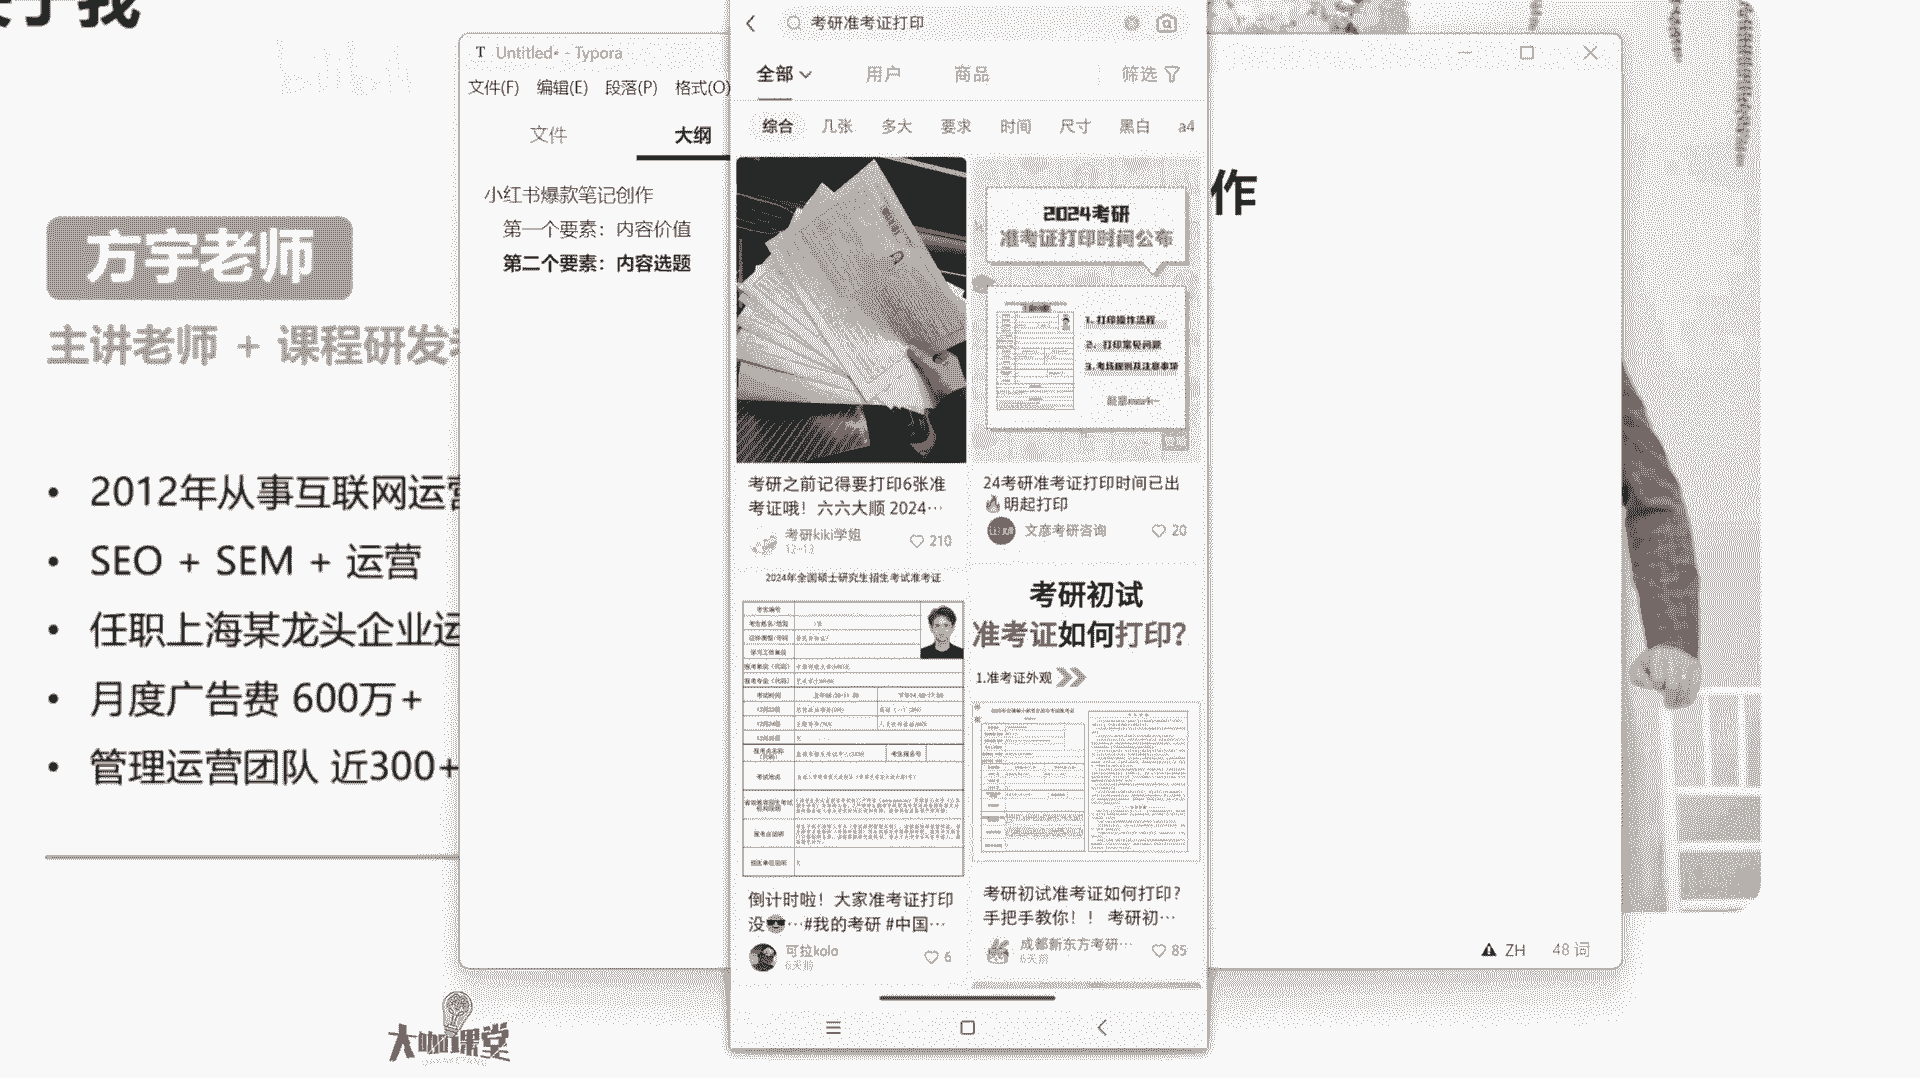 关于我
bilibili
方宇老师
主讲老师 + 课程研发老
• 2012年从事互联网运营
• SEO + SEM + 运营
• 任职上海某龙头企业运
• 月度广告费 600万+
• 管理运营团队 近300+
大咖课堂
DAKAKETANG
T Untitled• - Typora
文件(F) 编辑(E) 段落(P) 格式(O)
文件 大纲
小红书爆款笔记创作
第一个要素：内容价值
第二个要素：内容选题
作
ZH 48 词
考研准考证打印
全部 用户 商品 筛选
综合 几张 多大 要求 时间 尺寸 黑白 a4
考研之前记得要打印6张准
考证哦！六六大顺 2024…
考研kiki学姐
12-13
210
2024考研
准考证打印时间公布
1. 打印操作流程
2. 打印常见问题
3.考场规则及注意事项
24考研准考证打印时间已出
🔥明起打印
文彦考研咨询
20
2024年全国硕士研究生招生考试准考证
考生编号
考试时间
考试地点
倒计时啦！大家准考证打印
没😎…#我的考研 #中国…
可拉kolo
6天前
6
考研初试
准考证如何打印?
1.准考证外观
考研初试准考证如何打印？
手把手教你！！ 考研初…
成都新东方考研…
6天前
85